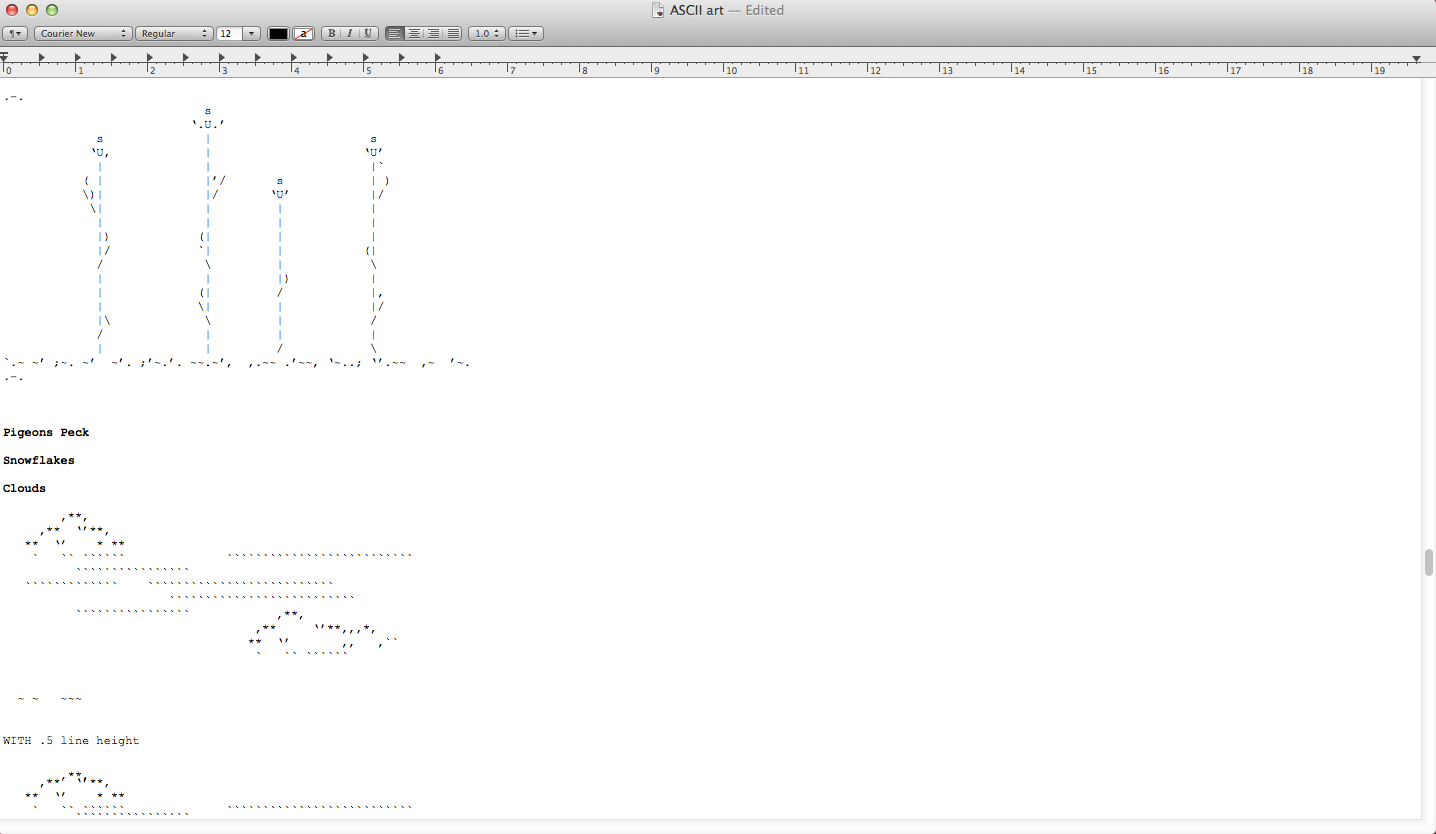 ASCII art — Edited
¶ Courier New Regular 12 a B I U 1.0
0 1 2 3 4 5 6 7 8 9 10 11 12 13 14 15 16 17 18 19
.-.
                            s
                          '.U.’
             s              |                      s
            ‘U,             |                     ‘U’
             |              |                      |`
           ( |              |’/       s            | )
           \)|              |/       ‘U’           |/
            \|              |         |            |
             |              |         |            |
             |)            (|         |            |
             |/            `|         |           (|
             /              \         |            \
             |              |         |)           |
             |             (|         /            |,
             |             \|         |            |/
             |\             \         |            /
             /              |         |            |
             |              |         /            \
`.~ ~’ ;~. ~’  ~’. ;’~.’. ~~.~’,  ,.~~ .’~~, ‘~..; ‘’.~~  ,~  ’~.
.-.
Pigeons Peck
Snowflakes
Clouds
        ,**,
     ,**  ‘’**,
   **  ‘’    * **
    `   `` ``````              ``````````````````````````
          ````````````````
   `````````````    ``````````````````````````
                       ``````````````````````````
          ````````````````            ,**,
                                   ,**     ‘’**,,,*,
                                  **  ‘’       ,,   ,``
                                   `   `` ``````
  ~ ~   ~~~
WITH .5 line height
        ,**,
     ,**  ‘’**,
   **  ‘’    * **
    `   `` ``````              ``````````````````````````
          ````````````````